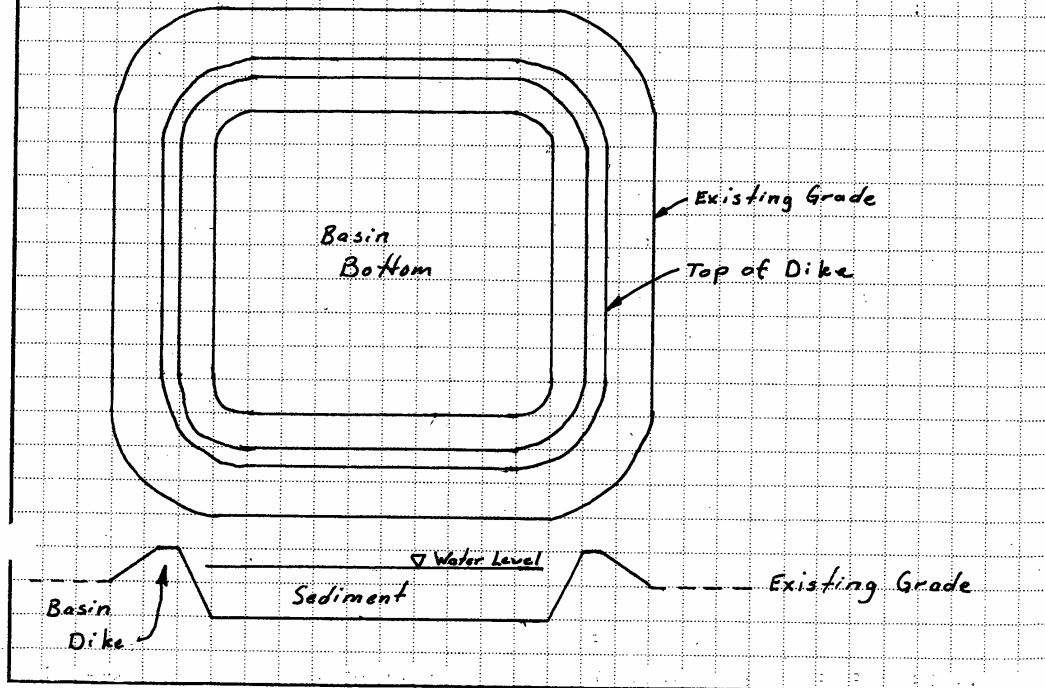 Existing Grade
Basin
Bottom
Top of Dike
▽ Water Level
Sediment
Existing Grade
Basin
Dike